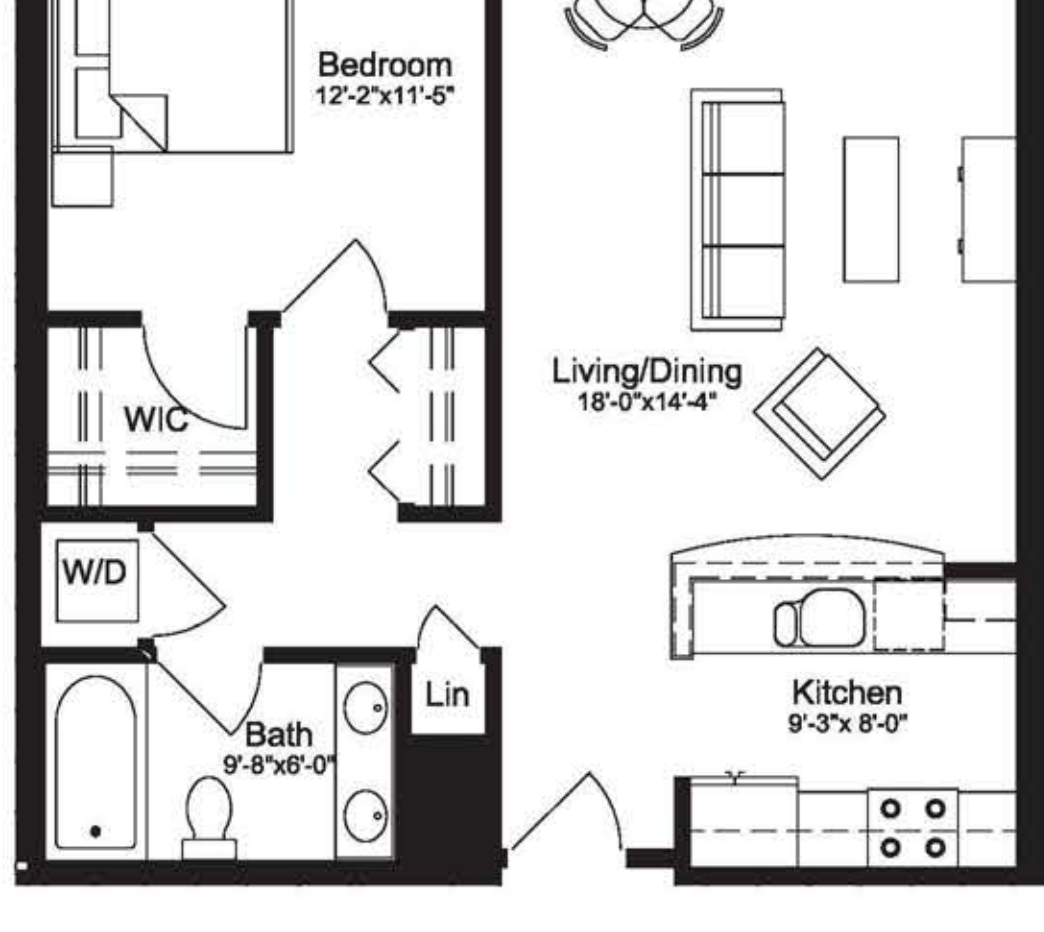 Bedroom
12'-2"x11'-5"
Living/Dining
18'-0"x14'-4"
WIC
W/D
Lin
Kitchen
9'-3"x 8'-0"
Bath
9'-8"x6'-0"